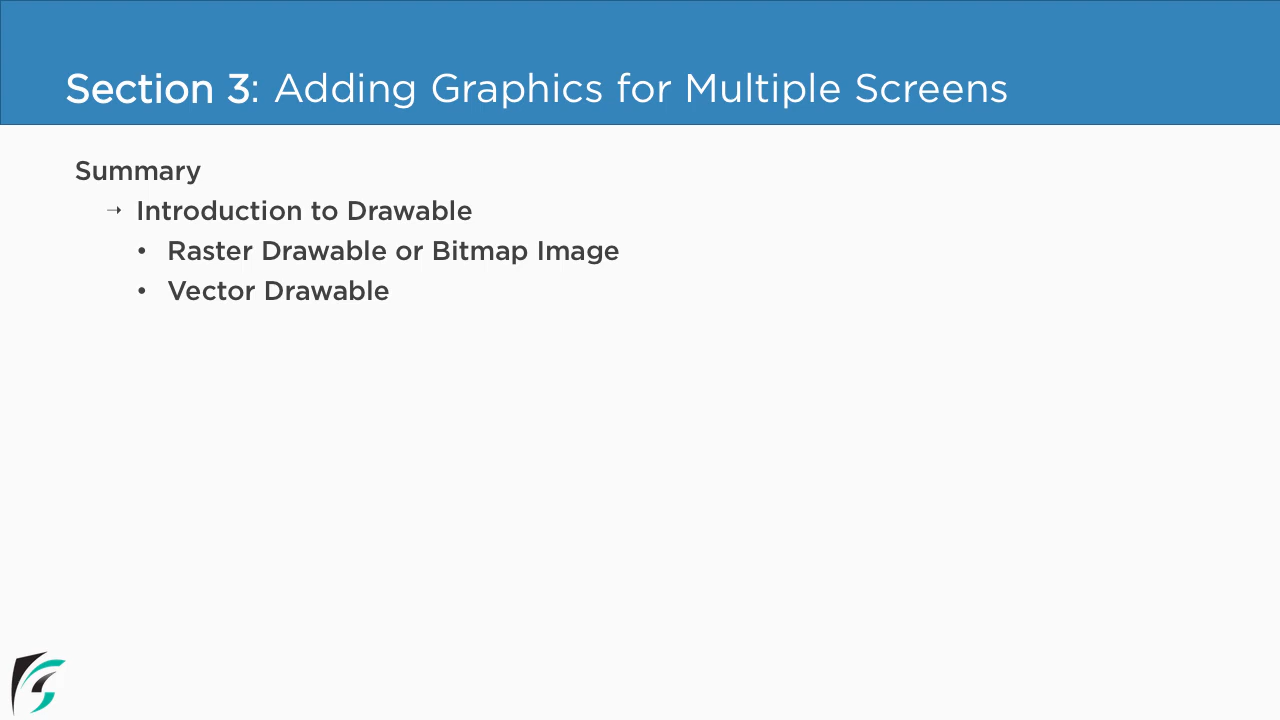 Section 3: Adding Graphics for Multiple Screens
Summary
→ Introduction to Drawable
• Raster Drawable or Bitmap Image
• Vector Drawable